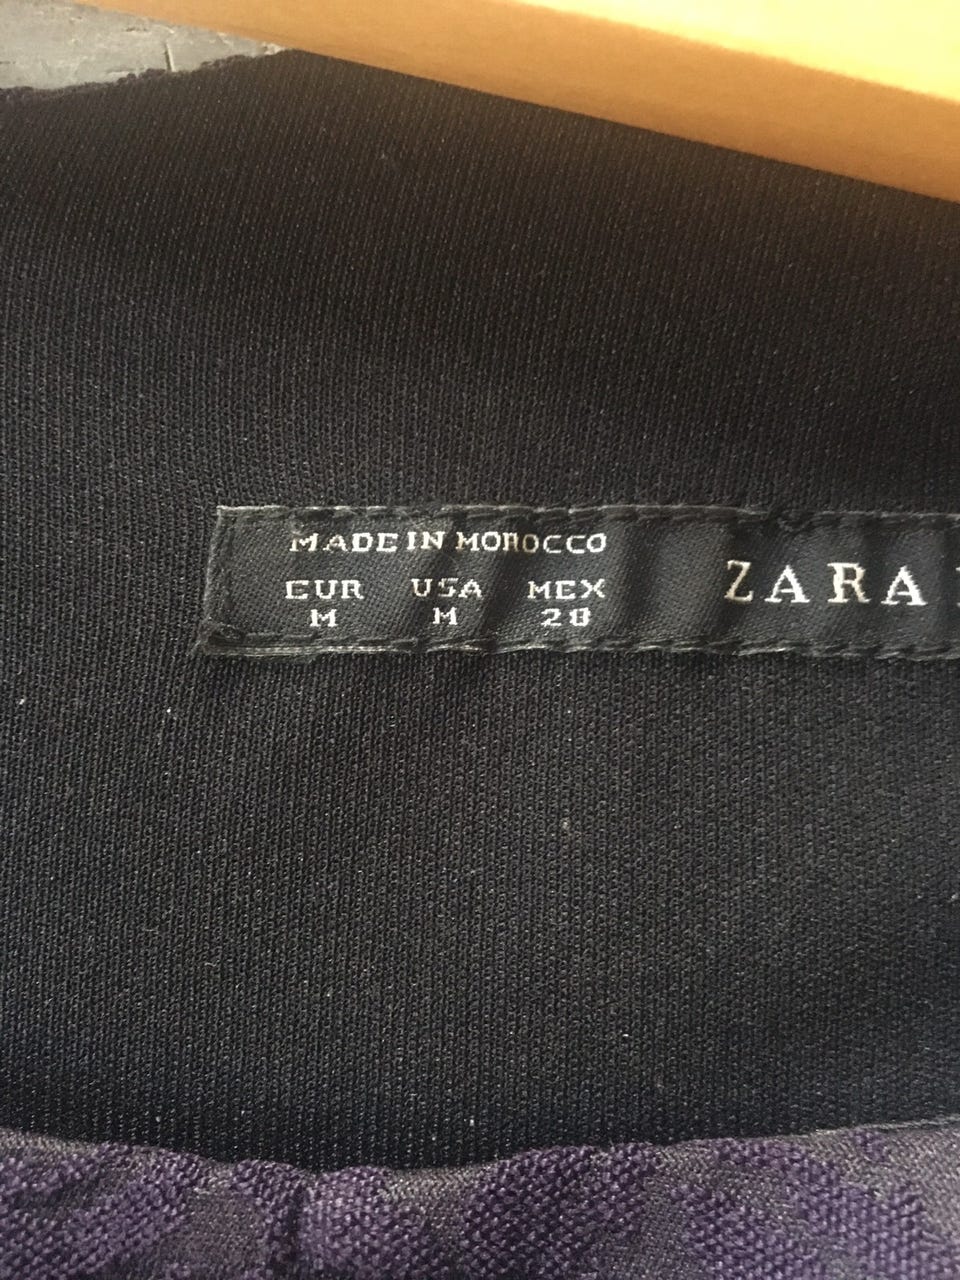 MADE IN MOROCCO
EUR USA MEX
M M 28
ZARA